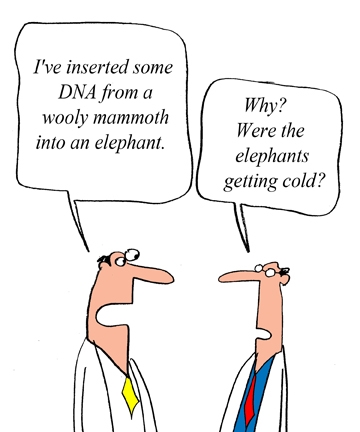 I've inserted some
DNA from a
wooly mammoth
into an elephant.
Why?
Were the
elephants
getting cold?